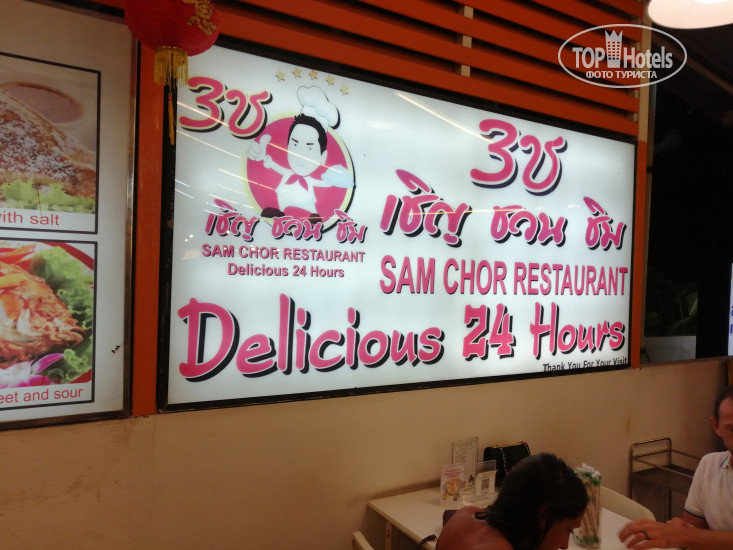 TOP Hotels
ФОТО ТУРИСТА
with salt
eet and sour
3ช
เชิญ ชวน ชิม
SAM CHOR RESTAURANT
Delicious 24 Hours
3ช
เชิญ ชวน ชิม
SAM CHOR RESTAURANT
Delicious 24 Hours
Thank You For Your Visit